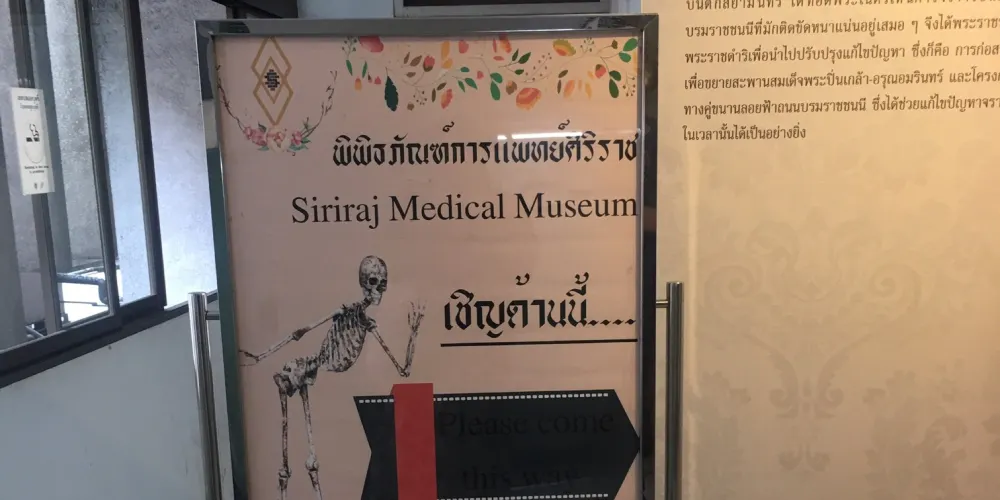 พิพิธภัณฑ์การแพทย์ศิริราช
Siriraj Medical Museum
เชิญด้านนี้.....
Please come
this way
บรมราชชนนีที่มักติดขัดหนาแน่นอยู่เสมอ ๆ จึงได้พระราช
พระราชดำริเพื่อนำไปปรับปรุงแก้ไขปัญหา ซึ่งก็คือ การก่อส
เพื่อขยายสะพานสมเด็จพระปิ่นเกล้า-อรุณอมรินทร์ และโครง
ทางคู่ขนานลอยฟ้าถนนบรมราชชนนี ซึ่งได้ช่วยแก้ไขปัญหาจรา
ในเวลานั้นได้เป็นอย่างยิ่ง